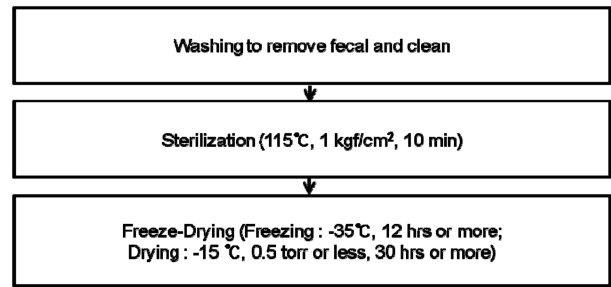 Washing to remove fecal and clean
Sterilization (115℃, 1 kgf/cm², 10 min)
Freeze-Drying (Freezing : -35℃, 12 hrs or more;
Drying : -15 ℃, 0.5 torr or less, 30 hrs or more)